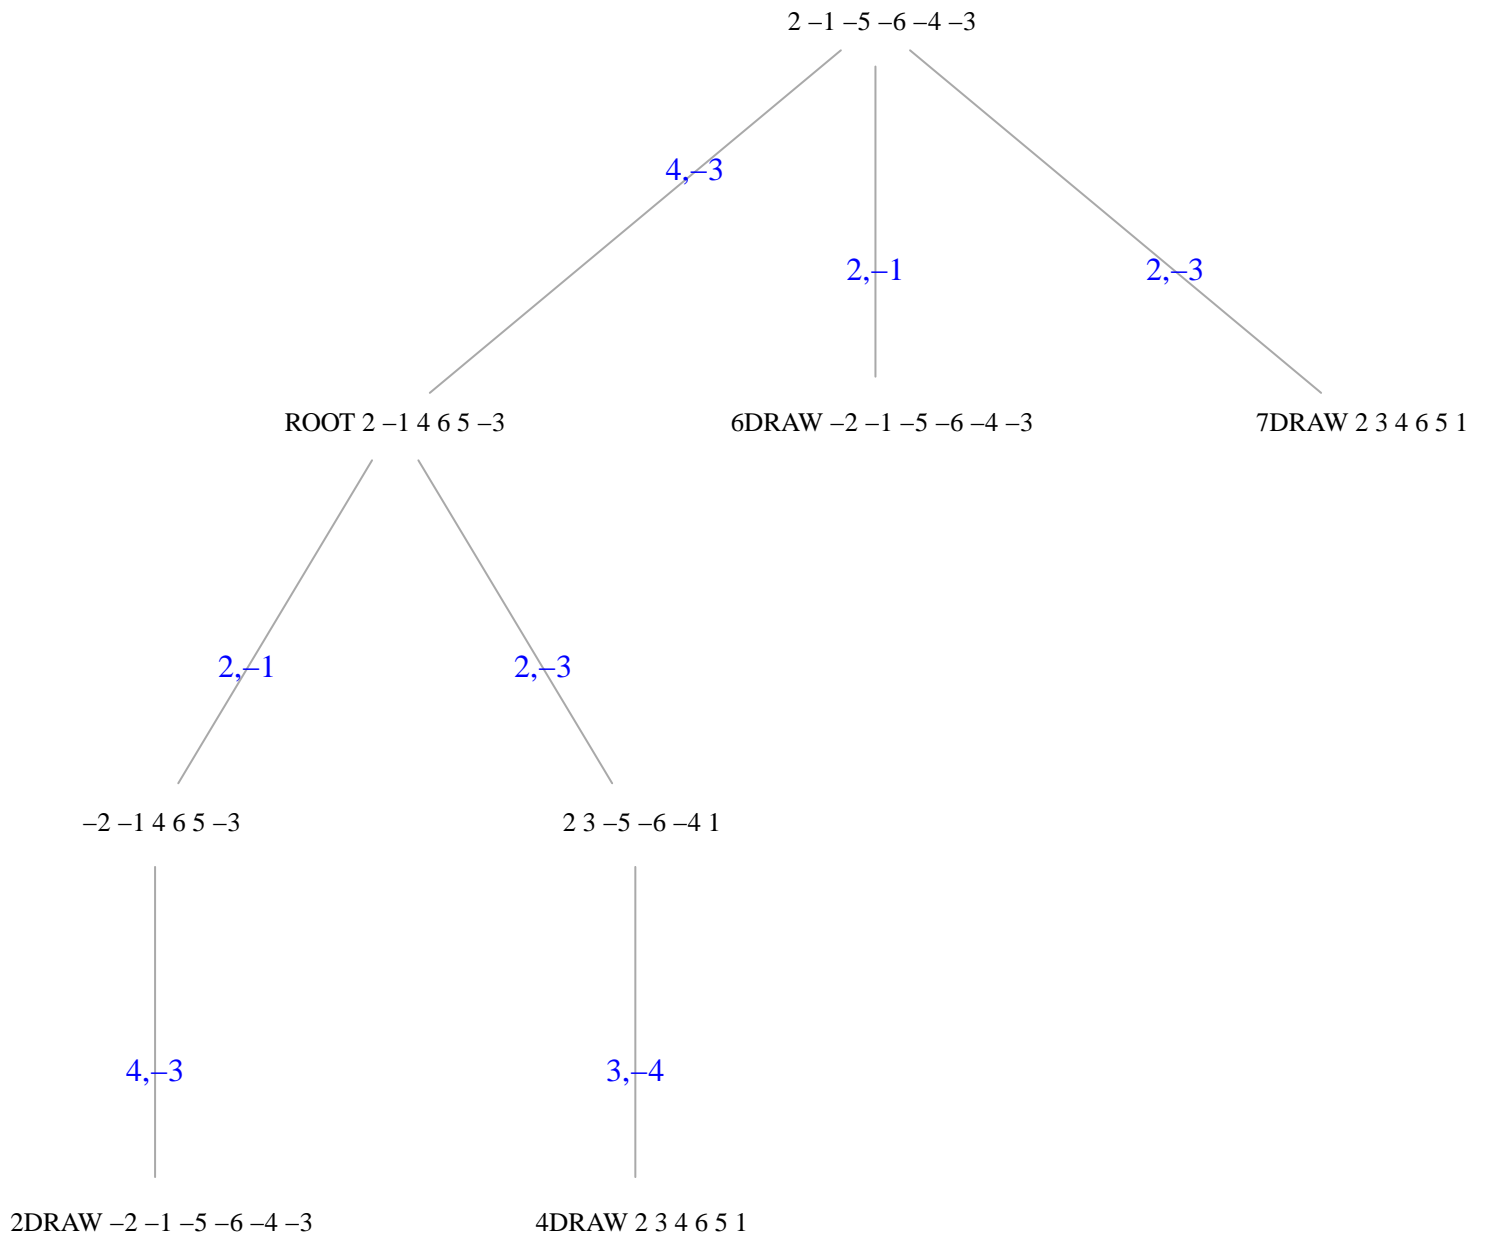 2 –1 –5 –6 –4 –3
4,–3
2,–1
2,–3
ROOT 2 –1 4 6 5 –3
6DRAW –2 –1 –5 –6 –4 –3
7DRAW 2 3 4 6 5 1
2,–1
2,–3
–2 –1 4 6 5 –3
2 3 –5 –6 –4 1
4,–3
3,–4
2DRAW –2 –1 –5 –6 –4 –3
4DRAW 2 3 4 6 5 1